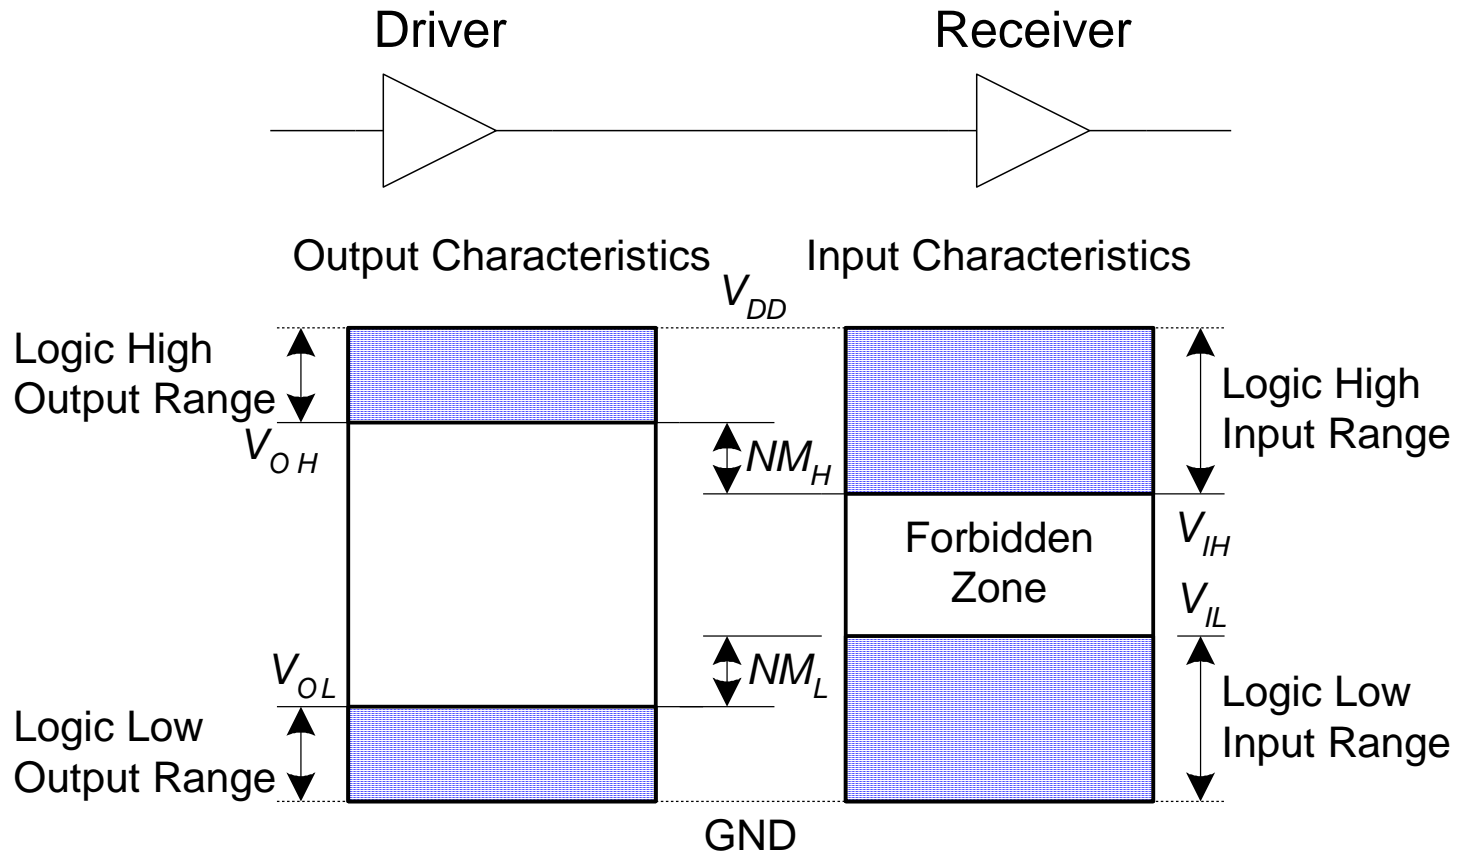 Driver
Receiver
Output Characteristics
Input Characteristics
VDD
Logic High
Output Range
Logic High
Input Range
VOH
NMH
Forbidden
Zone
VIH
VIL
VOL
NML
Logic Low
Output Range
Logic Low
Input Range
GND